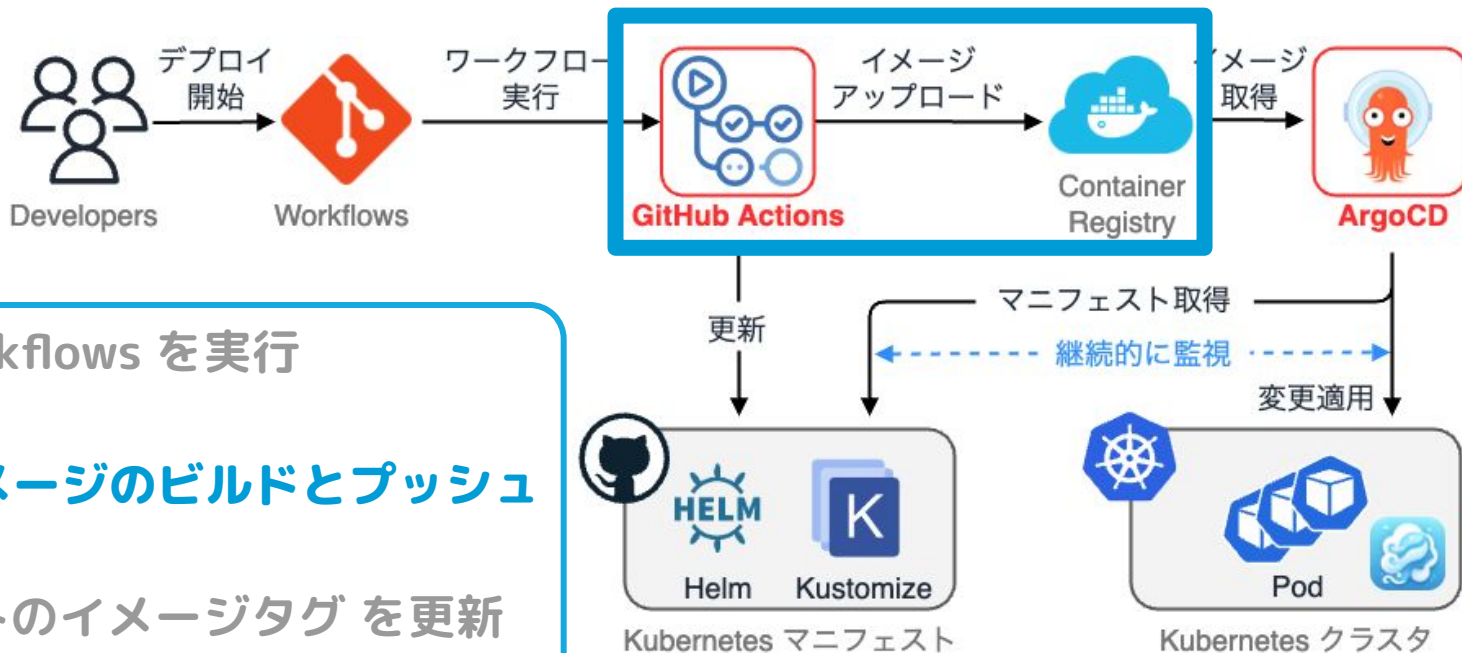 デプロイ
開始
ワークフロー
実行
イメージ
アップロード
イメージ
取得
Developers
Workflows
GitHub Actions
Container
Registry
ArgoCD
更新
マニフェスト取得
継続的に監視
変更適用
kflows を実行
メージのビルドとプッシュ
トのイメージタグ を更新
HELM
K
Helm
Kustomize
Pod
Kubernetes マニフェスト
Kubernetes クラスタ